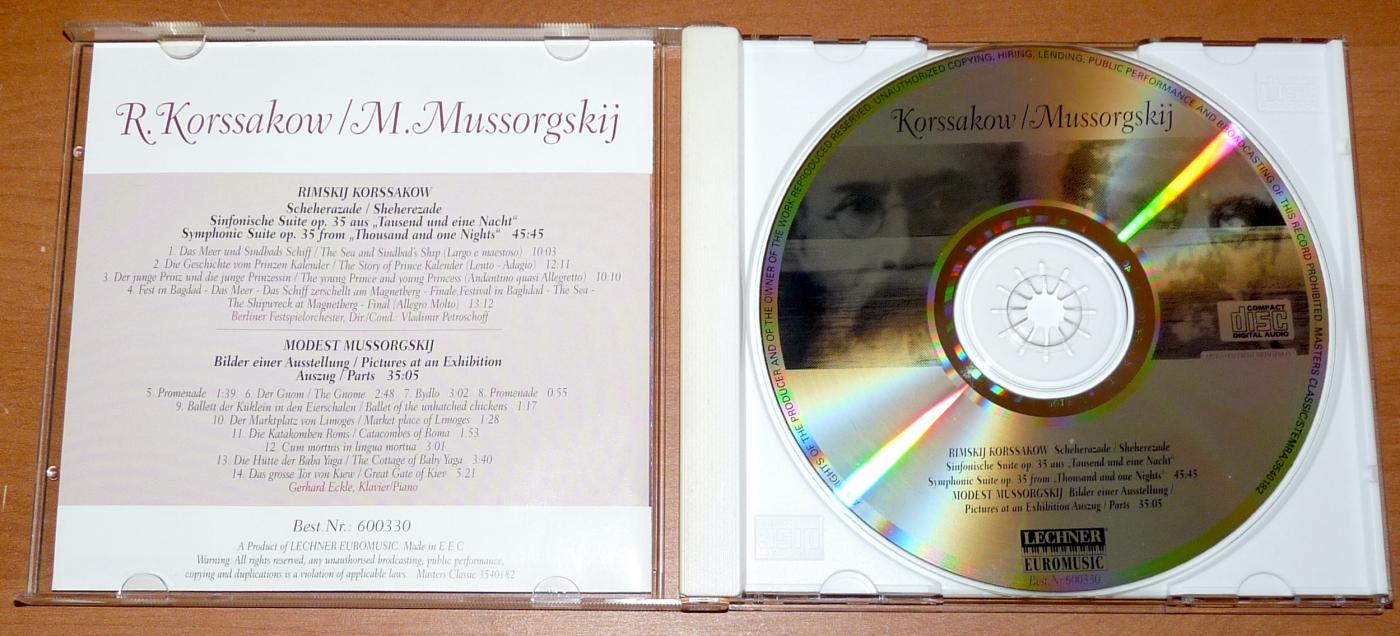 R. Korssakow / M. Mussorgskij
RIMSKIJ KORSSAKOW
Scheherazade / Sheherezade
Sinfonische Suite op. 35 aus „Tausend und eine Nacht“
Symphonic Suite op. 35 from „Thousand and one Nights“ 45:45
1. Das Meer und Sindbads Schiff / The Sea and Sindbad's Ship (Largo e maestoso) 10:03
2. Die Geschichte vom Prinzen Kalender / The Story of Prince Kalender (Lento - Adagio) 12:11
3. Der junge Prinz und die junge Prinzessin / The young Prince and young Princess (Andantino quasi Allegretto) 10:10
4. Fest in Bagdad - Das Meer - Das Schiff zerschellt am Magnetberg - Finale,Festival in Baghdad - The Sea -
The Shipwreck at Magnetberg - Final (Allegro Molto) 13:12
Berliner Festspielorchester, Dir./Cond.: Vladimir Petroschoff
MODEST MUSSORGSKIJ
Bilder einer Ausstellung / Pictures at an Exhibition
Auszug / Parts 35:05
5. Promenade 1:39 6. Der Gnom / The Gnome 2:48 7. Bydlo 3:02 8. Promenade 0:55
9. Ballett der Küklein in den Eierschalen / Ballet of the unhatched chickens 1:17
10. Der Marktplatz von Limoges / Market place of Limoges 1:28
11. Die Katakomben Roms / Catacombes of Roma 1:53
12. Cum mortuis in lingua mortua 3:01
13. Die Hütte der Baba Yaga / The Cottage of Baby Yaga 3:40
14. Das grosse Tor von Kiew / Great Gate of Kiev 5:21
Gerhard Eckle, Klavier/Piano
Best.Nr.: 600330
A Product of LECHNER EUROMUSIC. Made in E E C
Warning. All rights reserved, any unauthorised brodcasting, public performance,
copying and duplications is a violation of applicable laws. Masters Classic 3540182
RIGHTS OF THE PRODUCER AND OF THE OWNER OF THE WORK REPRODUCED RESERVED. UNAUTHORIZED COPYING, HIRING, LENDING, PUBLIC PERFORMANCE AND BROADCASTING OF THIS RECORD PROHIBITED. MASTERS CLASSIC/STEMRA/3540182
Korssakow / Mussorgskij
COMPACT
disc
DIGITAL AUDIO
RIMSKIJ KORSSAKOW Scheherazade / Sheherezade
Sinfonische Suite op. 35 aus „Tausend und eine Nacht“
Symphonic Suite op. 35 from „Thousand and one Nights“ 45:45
MODEST MUSSORGSKIJ Bilder einer Ausstellung /
Pictures at an Exhibition Auszug / Parts 35:05
LECHNER
EUROMUSIC
Best.Nr 600330